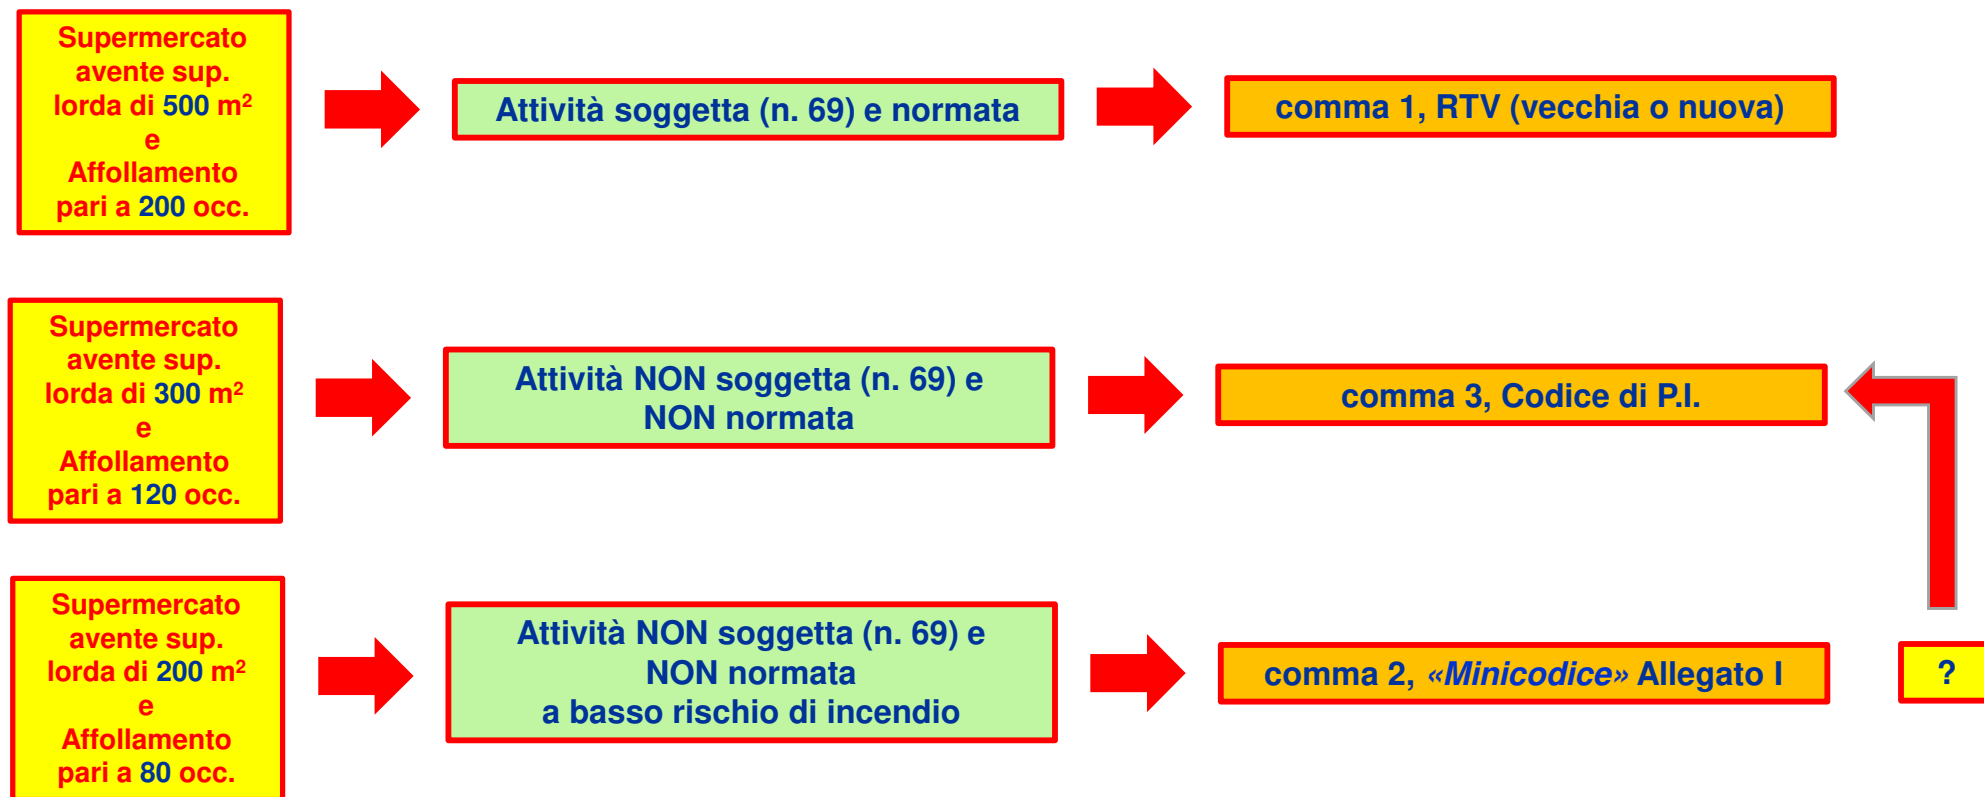 Supermercato
avente sup.
lorda di 500 m²
e
Affollamento
pari a 200 occ.
Attività soggetta (n. 69) e normata
comma 1, RTV (vecchia o nuova)
Supermercato
avente sup.
lorda di 300 m²
e
Affollamento
pari a 120 occ.
Attività NON soggetta (n. 69) e
NON normata
comma 3, Codice di P.I.
Supermercato
avente sup.
lorda di 200 m²
e
Affollamento
pari a 80 occ.
Attività NON soggetta (n. 69) e
NON normata
a basso rischio di incendio
comma 2, «Minicodice» Allegato I
?